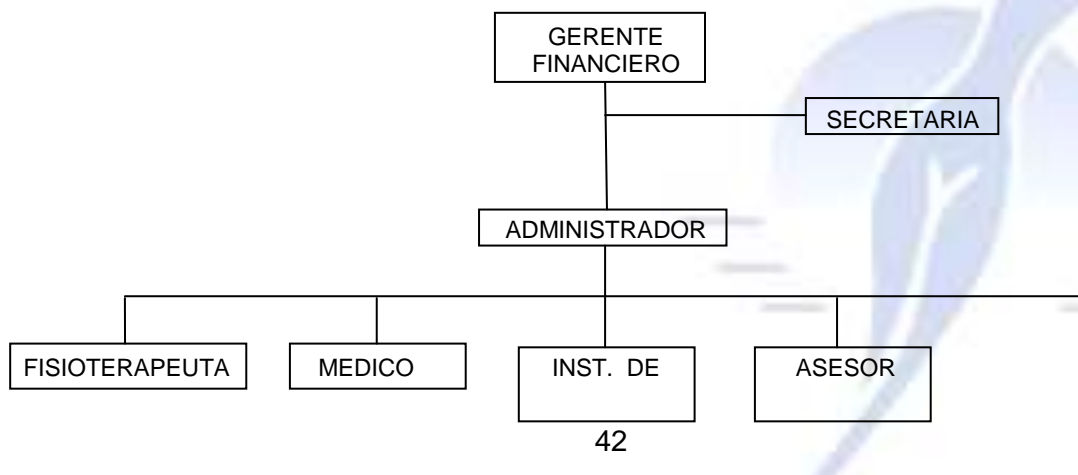 GERENTE
FINANCIERO
SECRETARIA
ADMINISTRADOR
FISIOTERAPEUTA
MEDICO
INST. DE
ASESOR
42